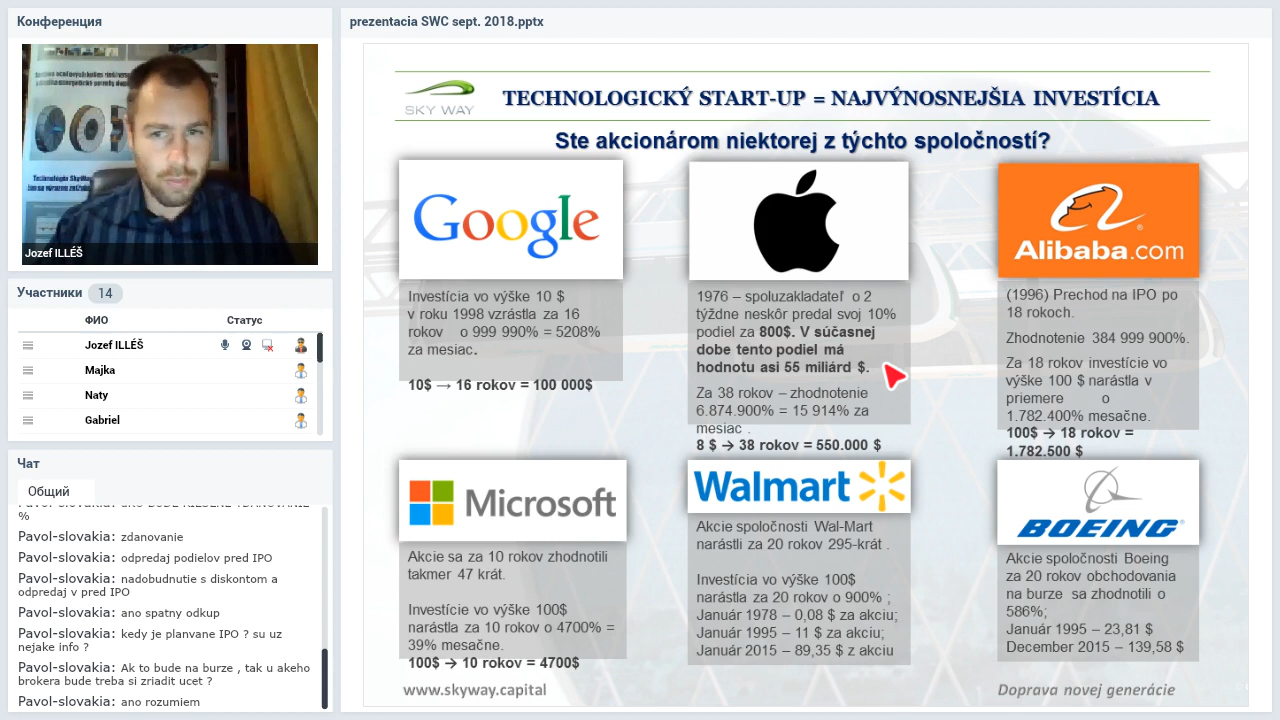 Конференция
Jozef ILLÉŠ
Участники 14
ФИО Статус
Jozef ILLÉŠ
Majka
Naty
Gabriel
Чат
Общий
%
Pavol-slovakia: zdanovanie
Pavol-slovakia: odpredaj podielov pred IPO
Pavol-slovakia: nadobudnutie s diskontom a
odpredaj v pred IPO
Pavol-slovakia: ano spatny odkup
Pavol-slovakia: kedy je planvane IPO ? su uz
nejake info ?
Pavol-slovakia: Ak to bude na burze , tak u akeho
brokera bude treba si zriadit ucet ?
Pavol-slovakia: ano rozumiem
prezentacia SWC sept. 2018.pptx
SKY WAY
TECHNOLOGICKÝ START-UP = NAJVÝNOSNEJŠIA INVESTÍCIA
Ste akcionárom niektorej z týchto spoločností?
Google
Investícia vo výške 10 $
v roku 1998 vzrástla za 16
rokov o 999 990% = 5208%
za mesiac.
10$ → 16 rokov = 100 000$
1976 – spoluzakladateľ o 2
týždne neskôr predal svoj 10%
podiel za 800$. V súčasnej
dobe tento podiel má
hodnotu asi 55 miliárd $.
Za 38 rokov – zhodnotenie
6.874.900% = 15 914% za
mesiac .
8 $ → 38 rokov = 550.000 $
Alibaba.com
(1996) Prechod na IPO po
18 rokoch.
Zhodnotenie 384 999 900%.
Za 18 rokov investície vo
výške 100 $ narástla v
priemere o
1.782.400% mesačne.
100$ → 18 rokov =
1.782.500 $
Microsoft
Akcie sa za 10 rokov zhodnotili
takmer 47 krát.
Investície vo výške 100$
narástla za 10 rokov o 4700% =
39% mesačne.
100$ → 10 rokov = 4700$
Walmart
Akcie spoločnosti Wal-Mart
narástli za 20 rokov 295-krát .
Investícia vo výške 100$
narástla za 20 rokov o 900% ;
Január 1978 – 0,08 $ za akciu;
Január 1995 – 11 $ za akciu;
Január 2015 – 89,35 $ z akciu
BOEING
Akcie spoločnosti Boeing
za 20 rokov obchodovania
na burze sa zhodnotili o
586%;
Január 1995 – 23,81 $
December 2015 – 139,58 $
www.skyway.capital
Doprava novej generácie